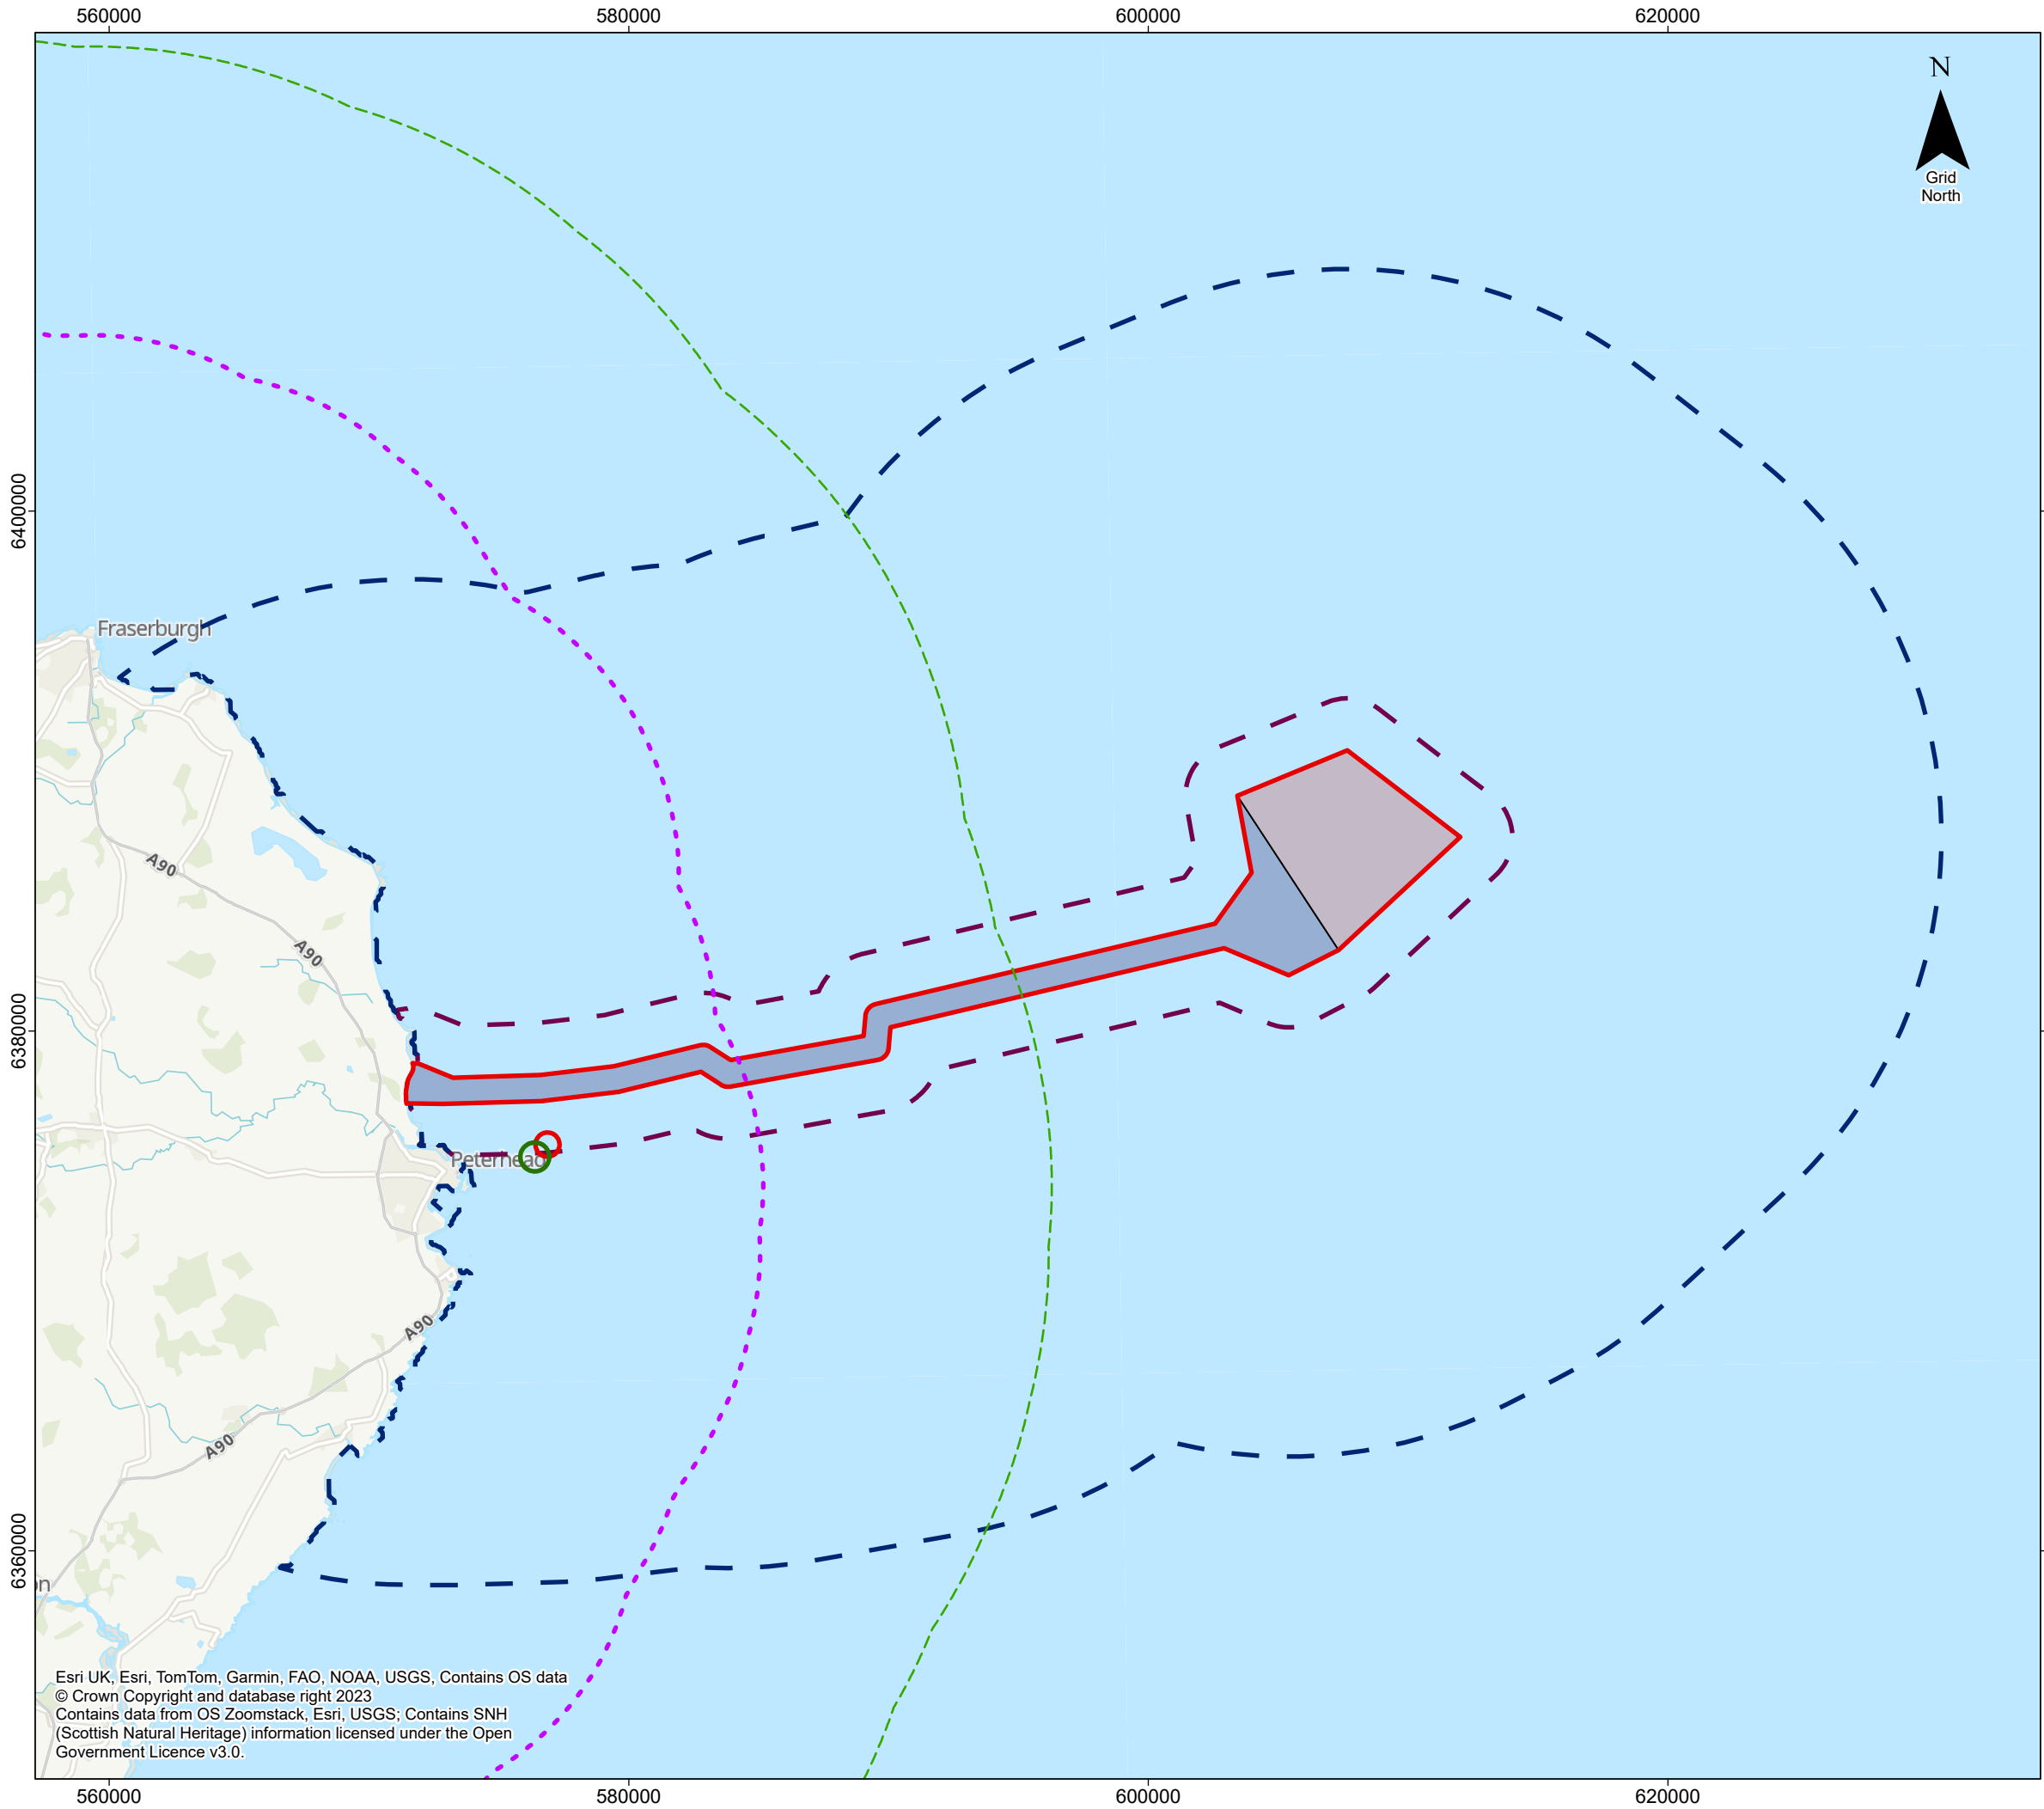 560000
580000
600000
620000
N
Grid
North
6400000
Fraserburgh
A90
A90
6380000
Peterhead
A90
A90
6360000
on
Esri UK, Esri, TomTom, Garmin, FAO, NOAA, USGS, Contains OS data
© Crown Copyright and database right 2023
Contains data from OS Zoomstack, Esri, USGS; Contains SNH
(Scottish Natural Heritage) information licensed under the Open
Government Licence v3.0.
560000
580000
600000
620000